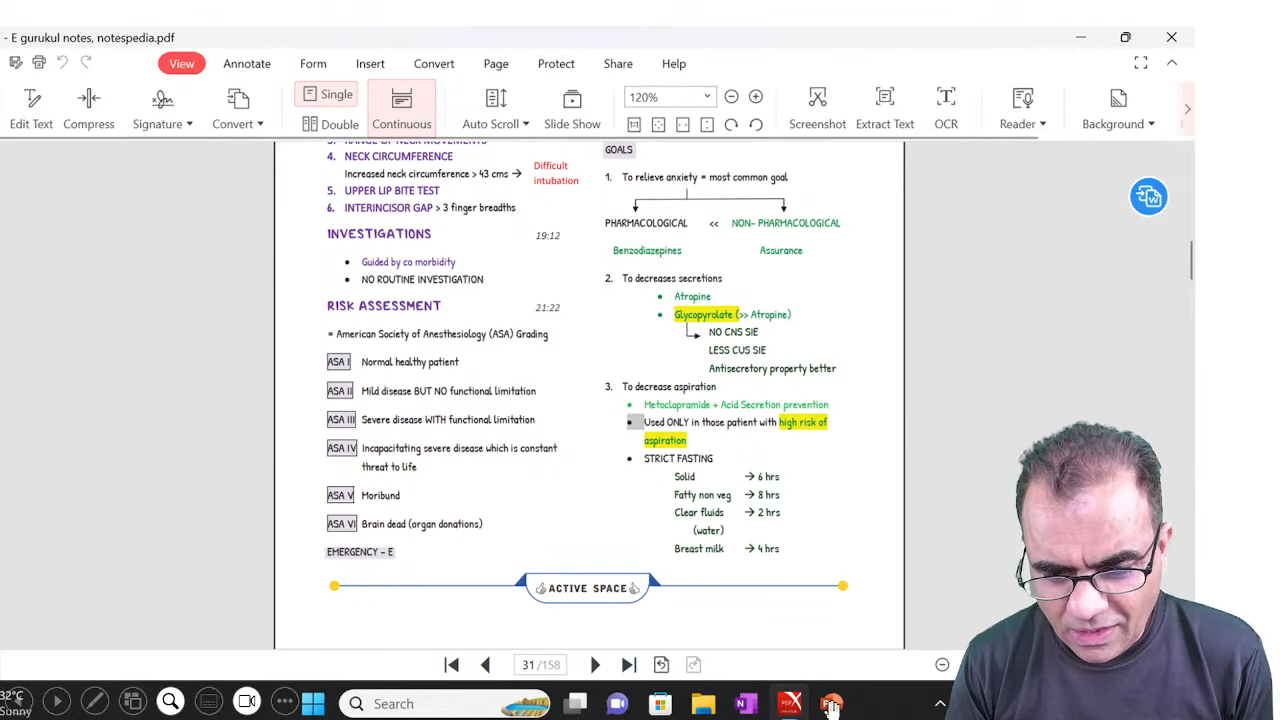 - E gurukul notes, notespedia.pdf
View Annotate Form Insert Convert Page Protect Share Help
Edit Text Compress Signature Convert Single Double Continuous Auto Scroll Slide Show 120% Screenshot Extract Text OCR Reader Background
4. NECK CIRCUMFERENCE
Increased neck circumference > 43 cms → Difficult intubation
5. UPPER LIP BITE TEST
6. INTERINCISOR GAP > 3 finger breadths
INVESTIGATIONS 19:12
• Guided by co morbidity
• NO ROUTINE INVESTIGATION
RISK ASSESSMENT 21:22
= American Society of Anesthesiology (ASA) Grading
ASA I Normal healthy patient
ASA II Mild disease BUT NO functional limitation
ASA III Severe disease WITH functional limitation
ASA IV Incapacitating severe disease which is constant
threat to life
ASA V Moribund
ASA VI Brain dead (organ donations)
EMERGENCY - E
GOALS
1. To relieve anxiety = most common goal
PHARMACOLOGICAL << NON- PHARMACOLOGICAL
Benzodiazepines Assurance
2. To decreases secretions
• Atropine
• Glycopyrolate (>> Atropine)
NO CNS SIE
LESS CUS SIE
Antisecretory property better
3. To decrease aspiration
• Metoclopramide + Acid Secretion prevention
• Used ONLY in those patient with high risk of
aspiration
• STRICT FASTING
Solid → 6 hrs
Fatty non veg → 8 hrs
Clear fluids → 2 hrs
(water)
Breast milk → 4 hrs
ACTIVE SPACE
31 /158
32°C
Sunny
Search